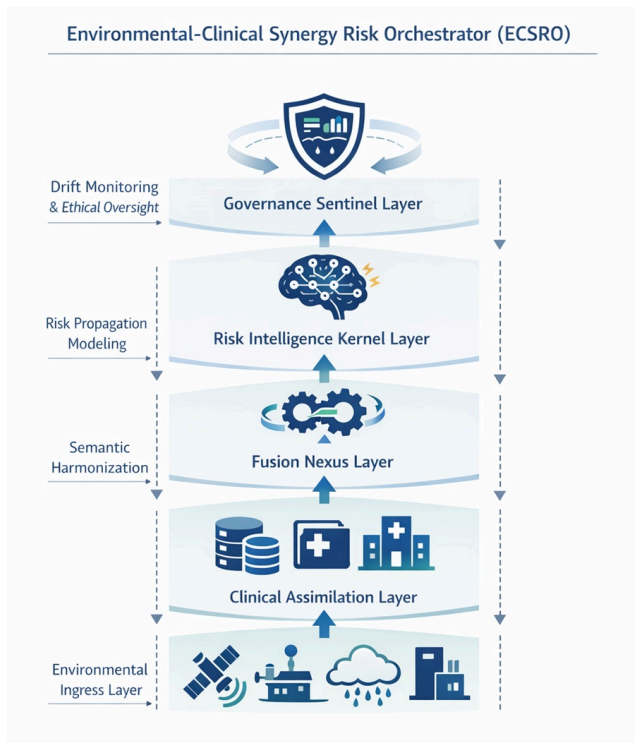 Environmental-Clinical Synergy Risk Orchestrator (ECSRO)
Drift Monitoring
& Ethical Oversight
Governance Sentinel Layer
Risk Propagation
Modeling
Risk Intelligence Kernel Layer
Semantic
Harmonization
Fusion Nexus Layer
Clinical Assimilation Layer
Environmental
Ingress Layer